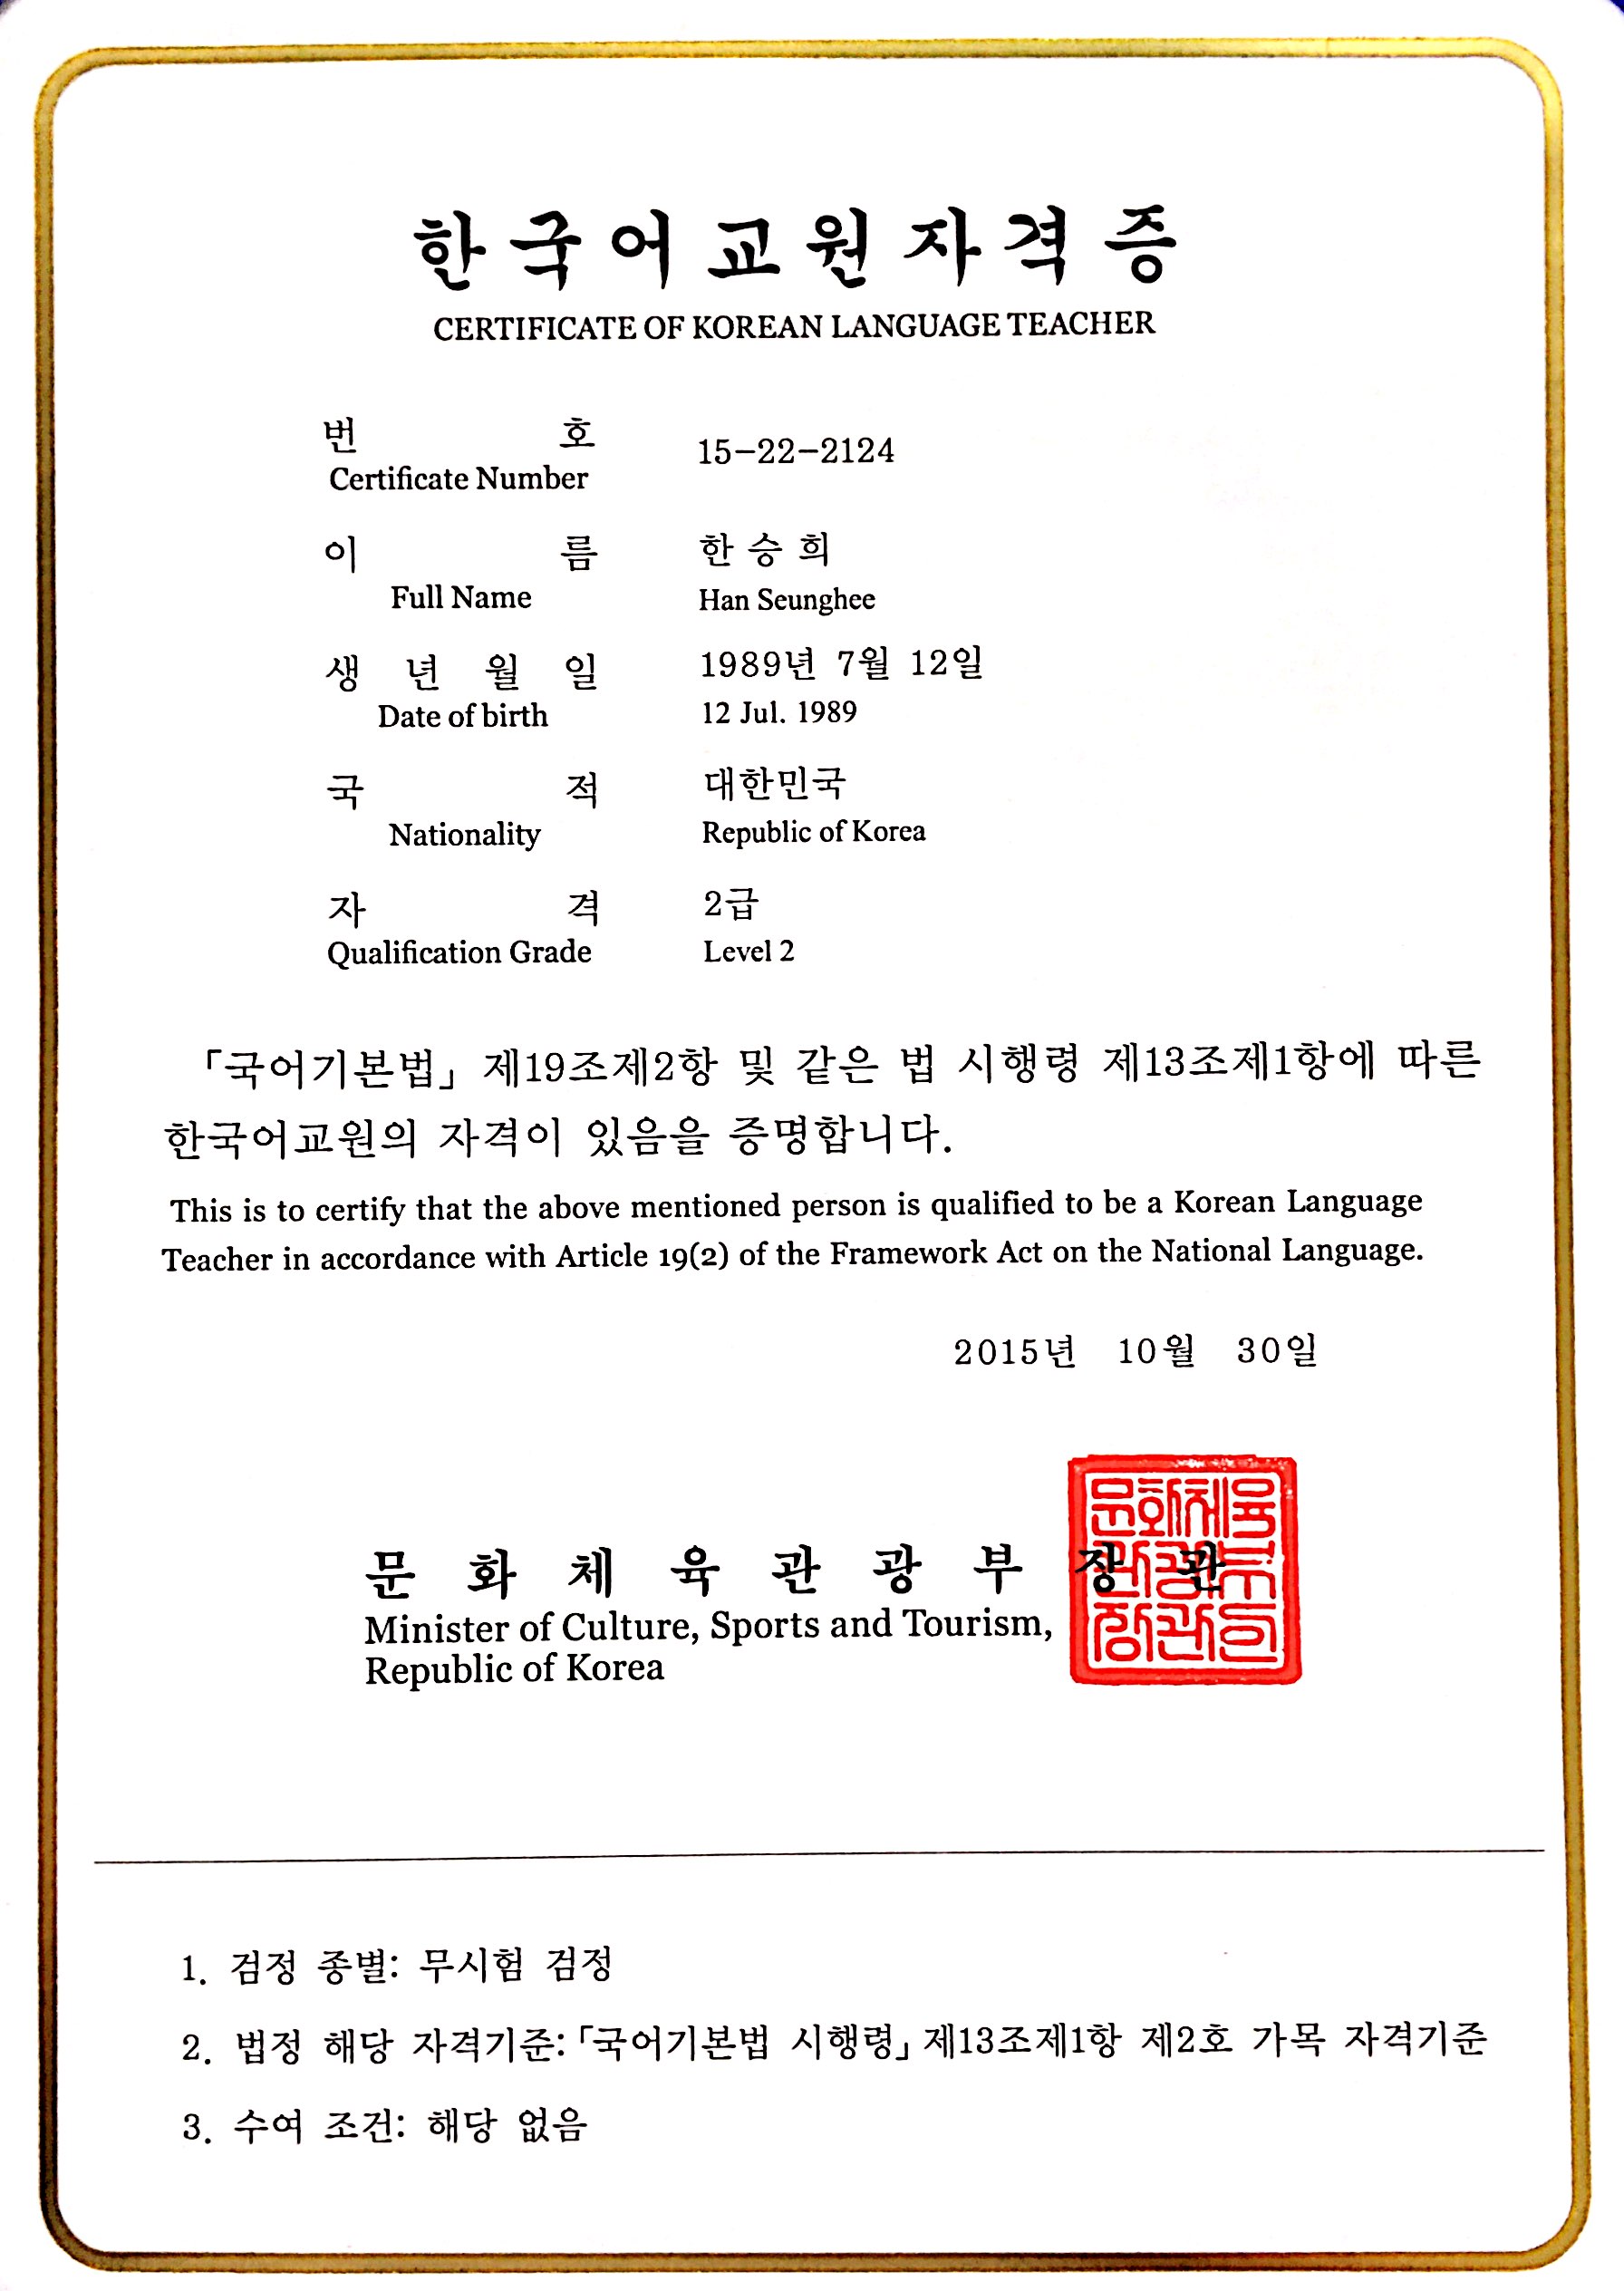 한국어교원자격증
CERTIFICATE OF KOREAN LANGUAGE TEACHER
번 호 15-22-2124
Certificate Number
이 름 한 승 희
Full Name Han Seunghee
생 년 월 일 1989년 7월 12일
Date of birth 12 Jul. 1989
국 적 대한민국
Nationality Republic of Korea
자 격 2급
Qualification Grade Level 2
「국어기본법」 제19조제2항 및 같은 법 시행령 제13조제1항에 따른
한국어교원의 자격이 있음을 증명합니다.
This is to certify that the above mentioned person is qualified to be a Korean Language
Teacher in accordance with Article 19(2) of the Framework Act on the National Language.
2015년 10월 30일
문 화 체 육 관 광 부 장 관
Minister of Culture, Sports and Tourism,
Republic of Korea
문화체육
관광부
장관인
1. 검정 종별: 무시험 검정
2. 법정 해당 자격기준:「국어기본법 시행령」제13조제1항 제2호 가목 자격기준
3. 수여 조건: 해당 없음